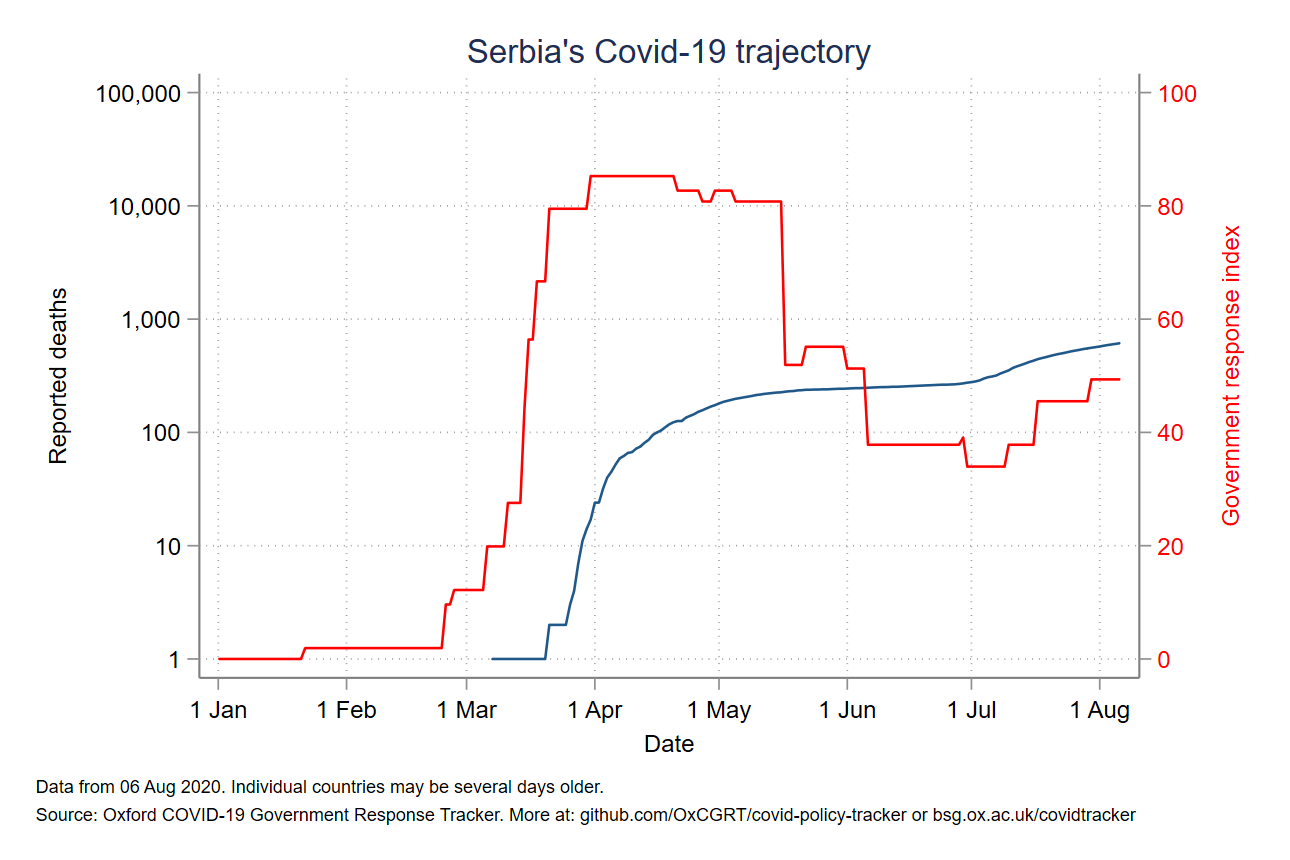 Serbia's Covid-19 trajectory
100,000
10,000
1,000
100
10
1
Reported deaths
100
80
60
40
20
0
Government response index
1 Jan 1 Feb 1 Mar 1 Apr 1 May 1 Jun 1 Jul 1 Aug
Date
Data from 06 Aug 2020. Individual countries may be several days older.
Source: Oxford COVID-19 Government Response Tracker. More at: github.com/OxCGRT/covid-policy-tracker or bsg.ox.ac.uk/covidtracker